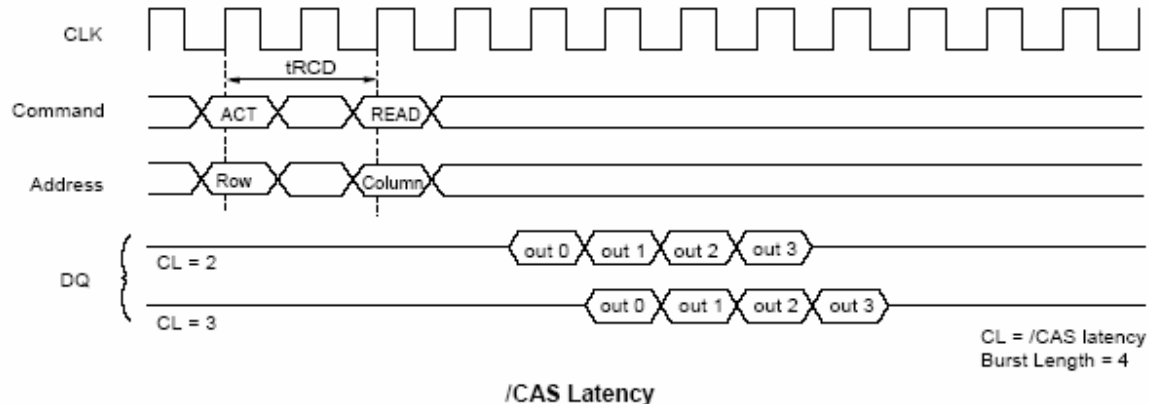 CLK
tRCD
Command ACT READ
Address Row Column
DQ
CL = 2 out 0 out 1 out 2 out 3
CL = 3 out 0 out 1 out 2 out 3
CL = /CAS latency
Burst Length = 4
/CAS Latency